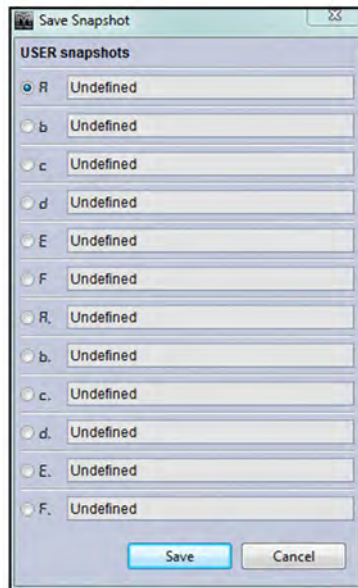 Save Snapshot
USER snapshots
A Undefined
b Undefined
c Undefined
d Undefined
E Undefined
F Undefined
A. Undefined
b. Undefined
c. Undefined
d. Undefined
E. Undefined
F. Undefined
Save Cancel